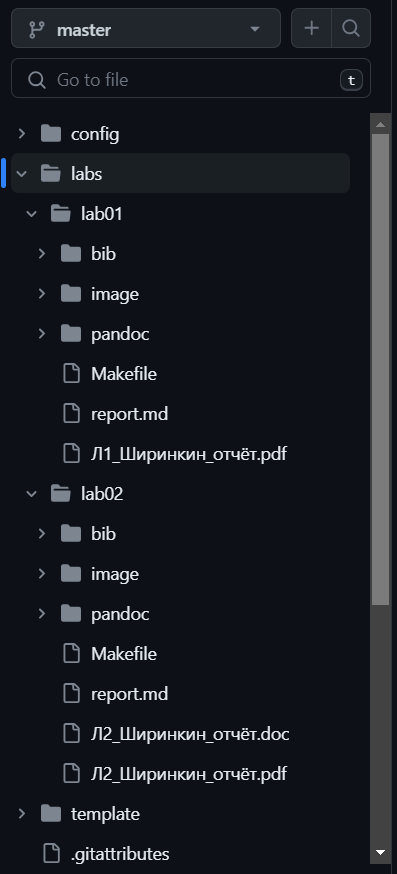 master
Go to file
t
config
labs
lab01
bib
image
pandoc
Makefile
report.md
Л1_Ширинкин_отчёт.pdf
lab02
bib
image
pandoc
Makefile
report.md
Л2_Ширинкин_отчёт.doc
Л2_Ширинкин_отчёт.pdf
template
.gitattributes